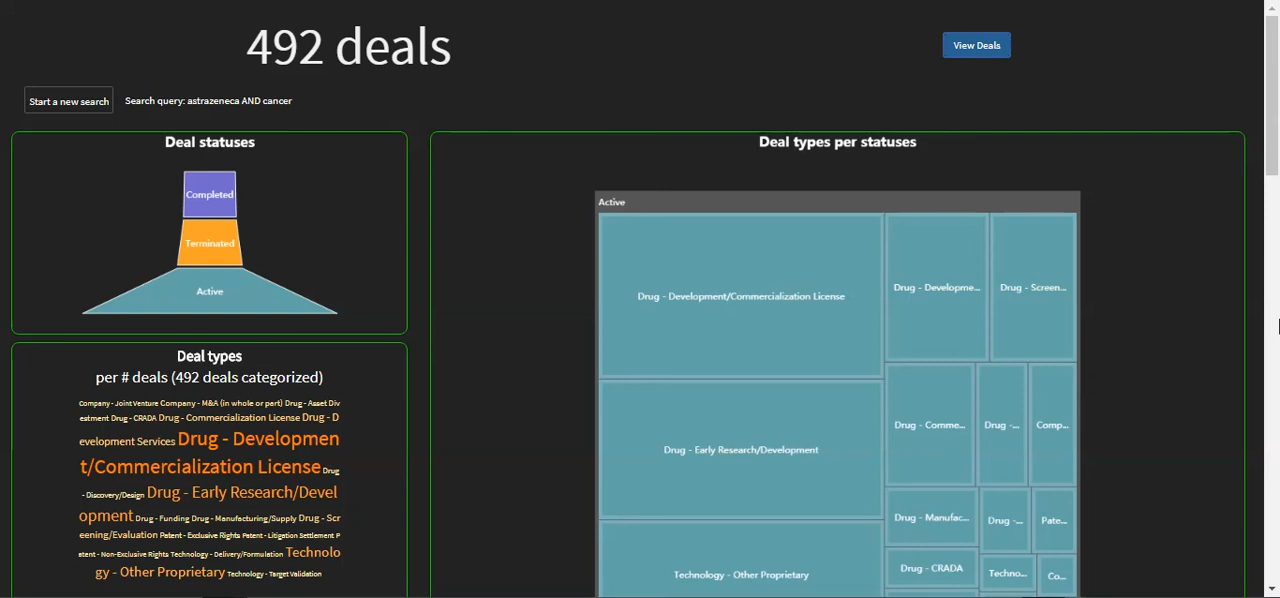 492 deals
View Deals
Start a new search
Search query: astrazeneca AND cancer
Deal statuses
Completed
Terminated
Active
Deal types
per # deals (492 deals categorized)
Company - Joint Venture Company - M&A (in whole or part) Drug - Asset Div
estment Drug - CRADA Drug - Commercialization License Drug - D
evelopment Services Drug - Developmen
t/Commercialization License Drug
- Discovery/Design Drug - Early Research/Devel
opment Drug - Funding Drug - Manufacturing/Supply Drug - Scr
eening/Evaluation Patent - Exclusive Rights Patent - Litigation Settlement P
atent - Non-Exclusive Rights Technology - Delivery/Formulation Technolo
gy - Other Proprietary Technology - Target Validation
Deal types per statuses
Active
Drug - Development/Commercialization License
Drug - Developme...
Drug - Screen...
Drug - Early Research/Development
Drug - Comme...
Drug -...
Comp...
Drug - Manufac...
Drug -...
Pate...
Technology - Other Proprietary
Drug - CRADA
Techno...
Co...